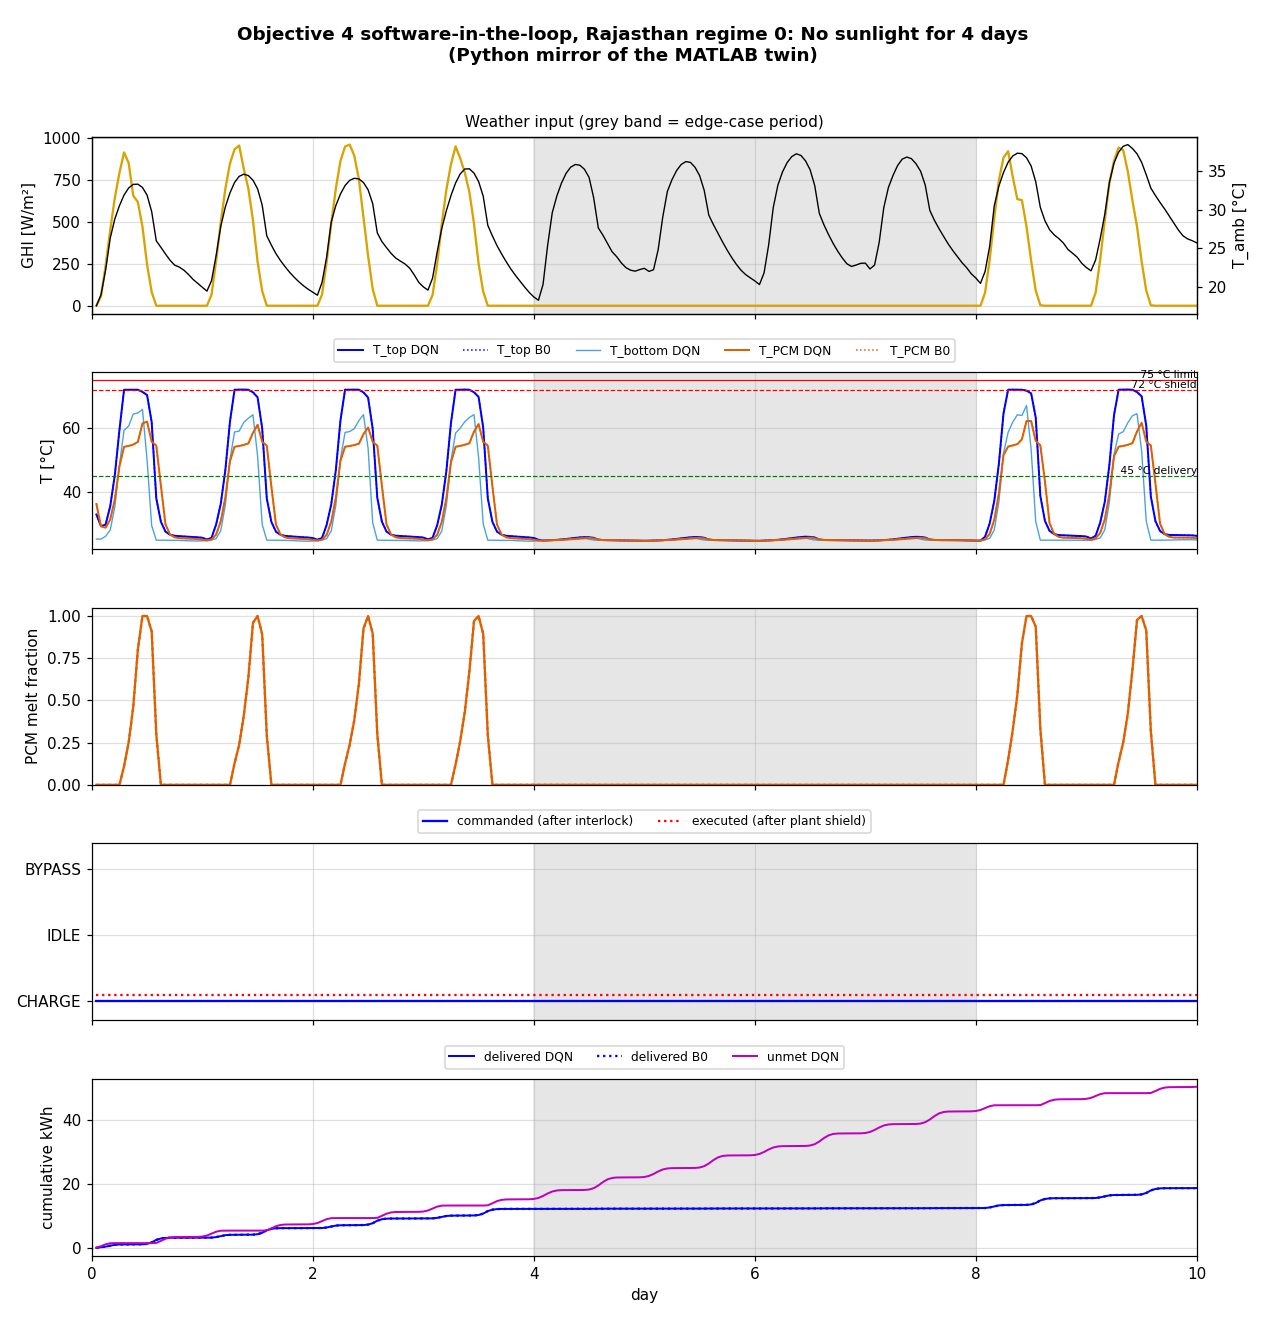 Objective 4 software-in-the-loop, Rajasthan regime 0: No sunlight for 4 days
(Python mirror of the MATLAB twin)
Weather input (grey band = edge-case period)
GHI [W/m²]
1000
750
500
250
0
T_amb [°C]
35
30
25
20
T_top DQN
T_top B0
T_bottom DQN
T_PCM DQN
T_PCM B0
T [°C]
60
40
75 °C limit
72 °C shield
45 °C delivery
PCM melt fraction
1.00
0.75
0.50
0.25
0.00
commanded (after interlock)
executed (after plant shield)
BYPASS
IDLE
CHARGE
delivered DQN
delivered B0
unmet DQN
cumulative kWh
40
20
0
0
2
4
6
8
10
day